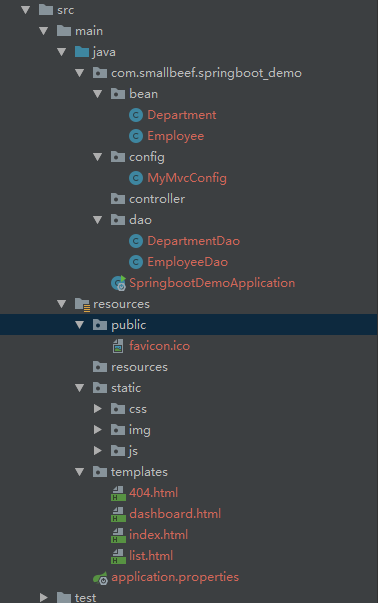 src
main
java
com.smallbeef.springboot_demo
bean
Department
Employee
config
MyMvcConfig
controller
dao
DepartmentDao
EmployeeDao
SpringbootDemoApplication
resources
public
favicon.ico
resources
static
css
img
js
templates
404.html
dashboard.html
index.html
list.html
application.properties
test